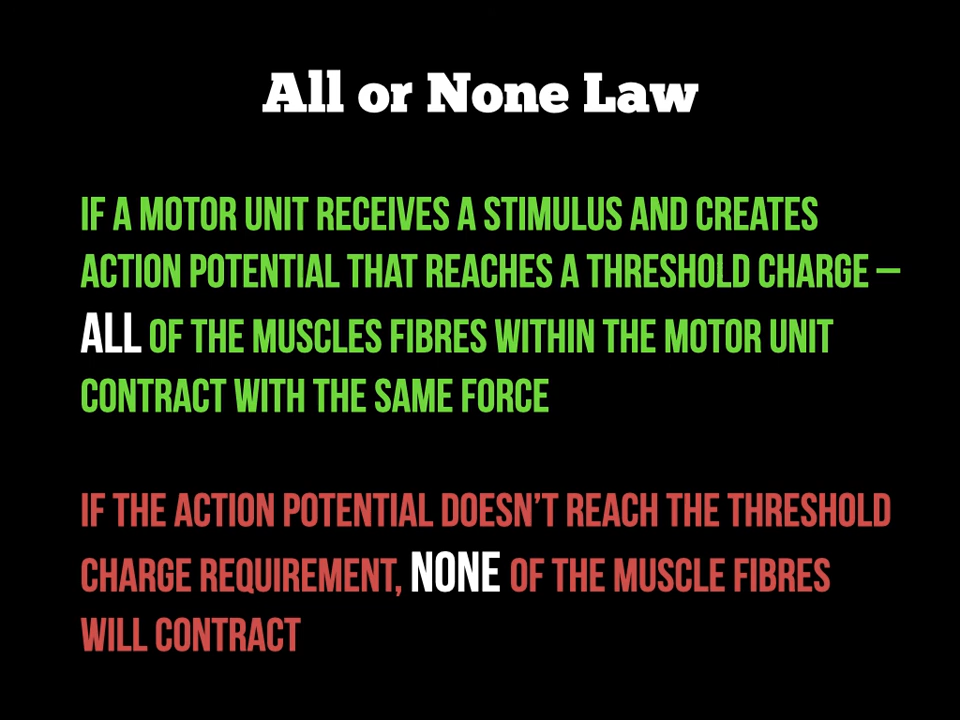 All or None Law
IF A MOTOR UNIT RECEIVES A STIMULUS AND CREATES
ACTION POTENTIAL THAT REACHES A THRESHOLD CHARGE –
ALL OF THE MUSCLES FIBRES WITHIN THE MOTOR UNIT
CONTRACT WITH THE SAME FORCE
IF THE ACTION POTENTIAL DOESN'T REACH THE THRESHOLD
CHARGE REQUIREMENT, NONE OF THE MUSCLE FIBRES
WILL CONTRACT